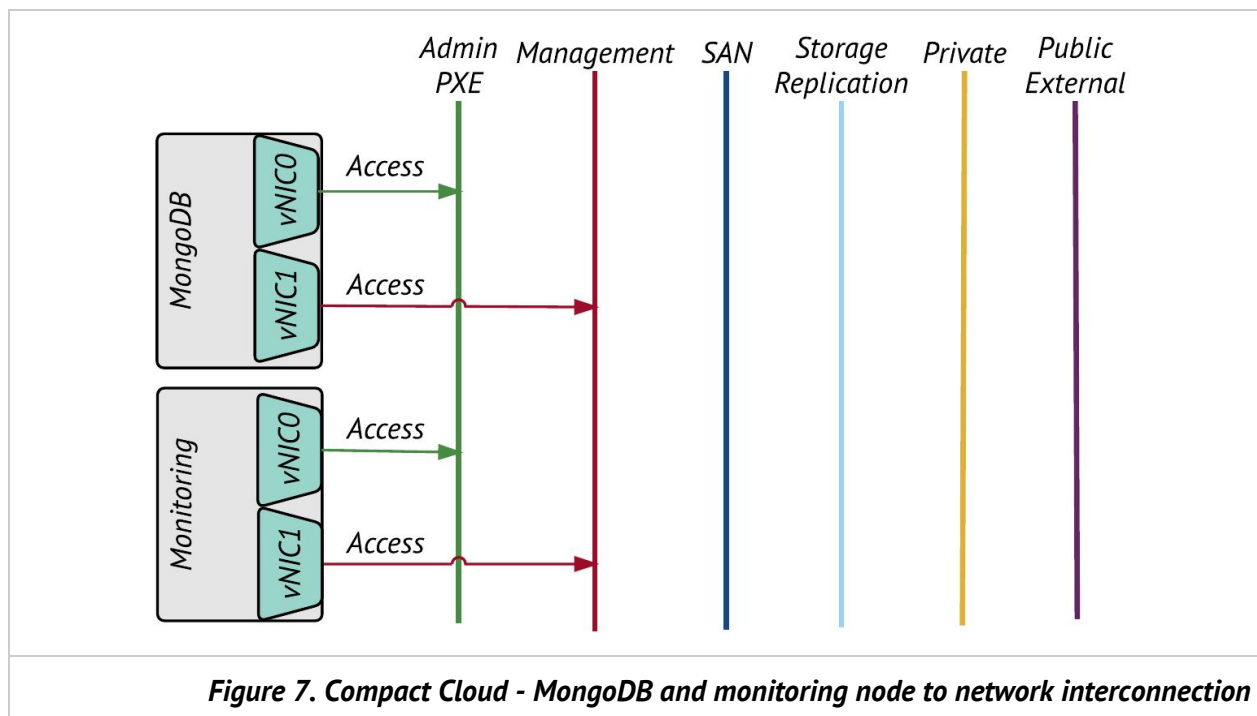 Admin
PXE
Management
SAN
Storage
Replication
Private
Public
External
MongoDB
vNIC0
Access
vNIC1
Access
Monitoring
vNIC0
Access
vNIC1
Access
Figure 7. Compact Cloud - MongoDB and monitoring node to network interconnection